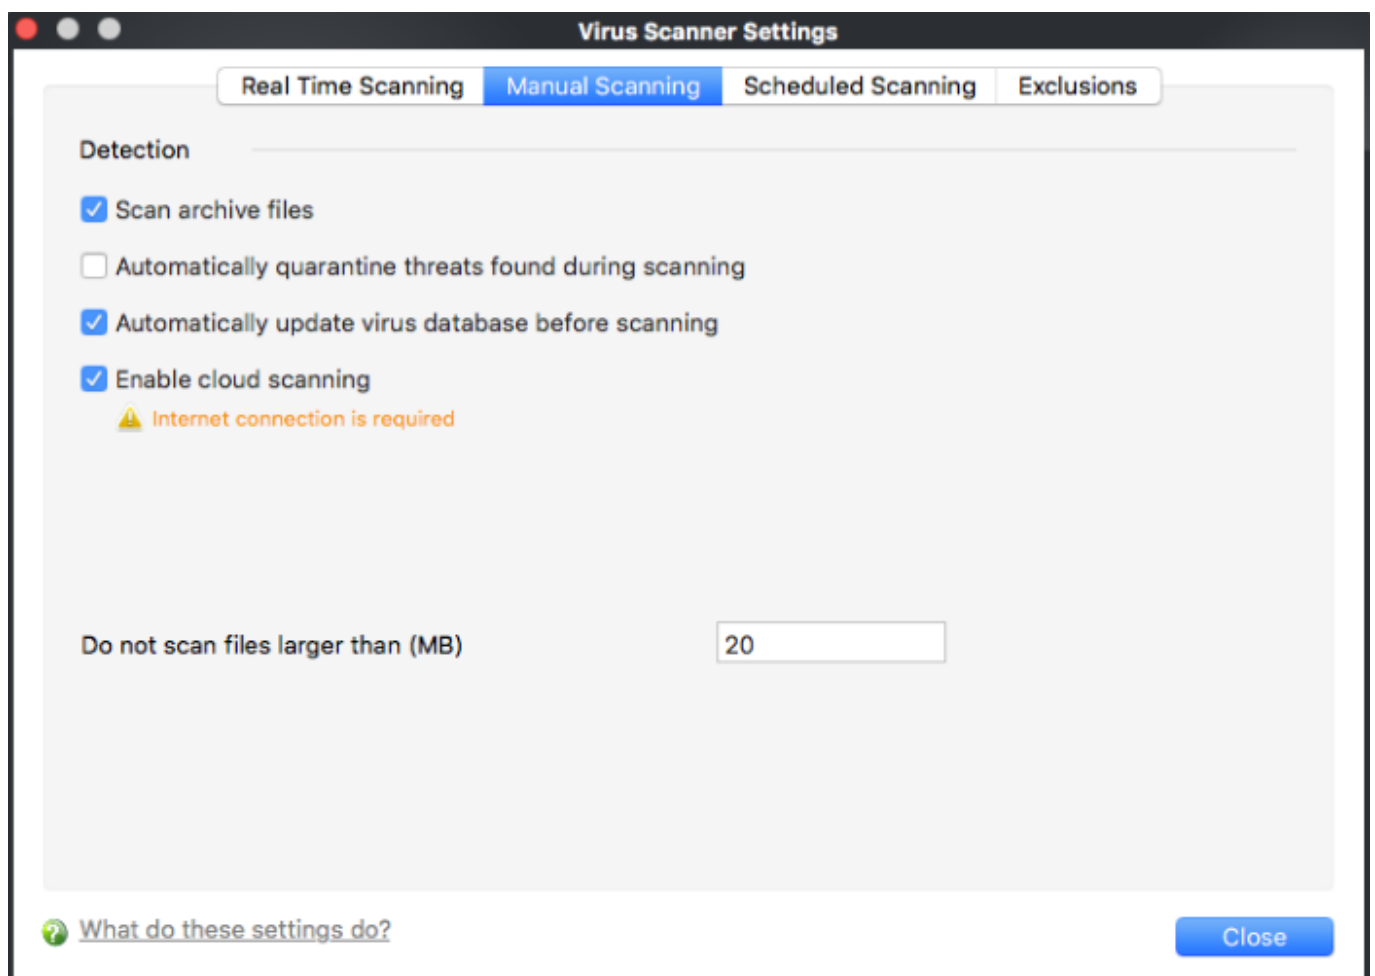 Virus Scanner Settings
Real Time Scanning Manual Scanning Scheduled Scanning Exclusions
Detection
Scan archive files
Automatically quarantine threats found during scanning
Automatically update virus database before scanning
Enable cloud scanning
Internet connection is required
Do not scan files larger than (MB) 20
What do these settings do?
Close